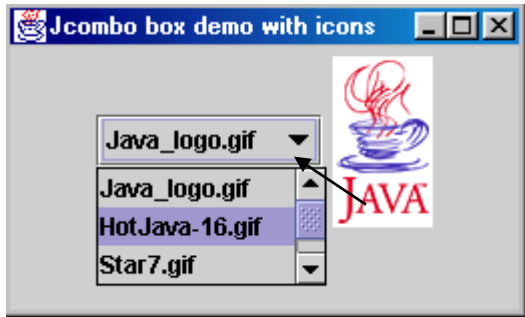 Jcombo box demo with icons
Java_logo.gif
Java_logo.gif
HotJava-16.gif
Star7.gif
JAVA